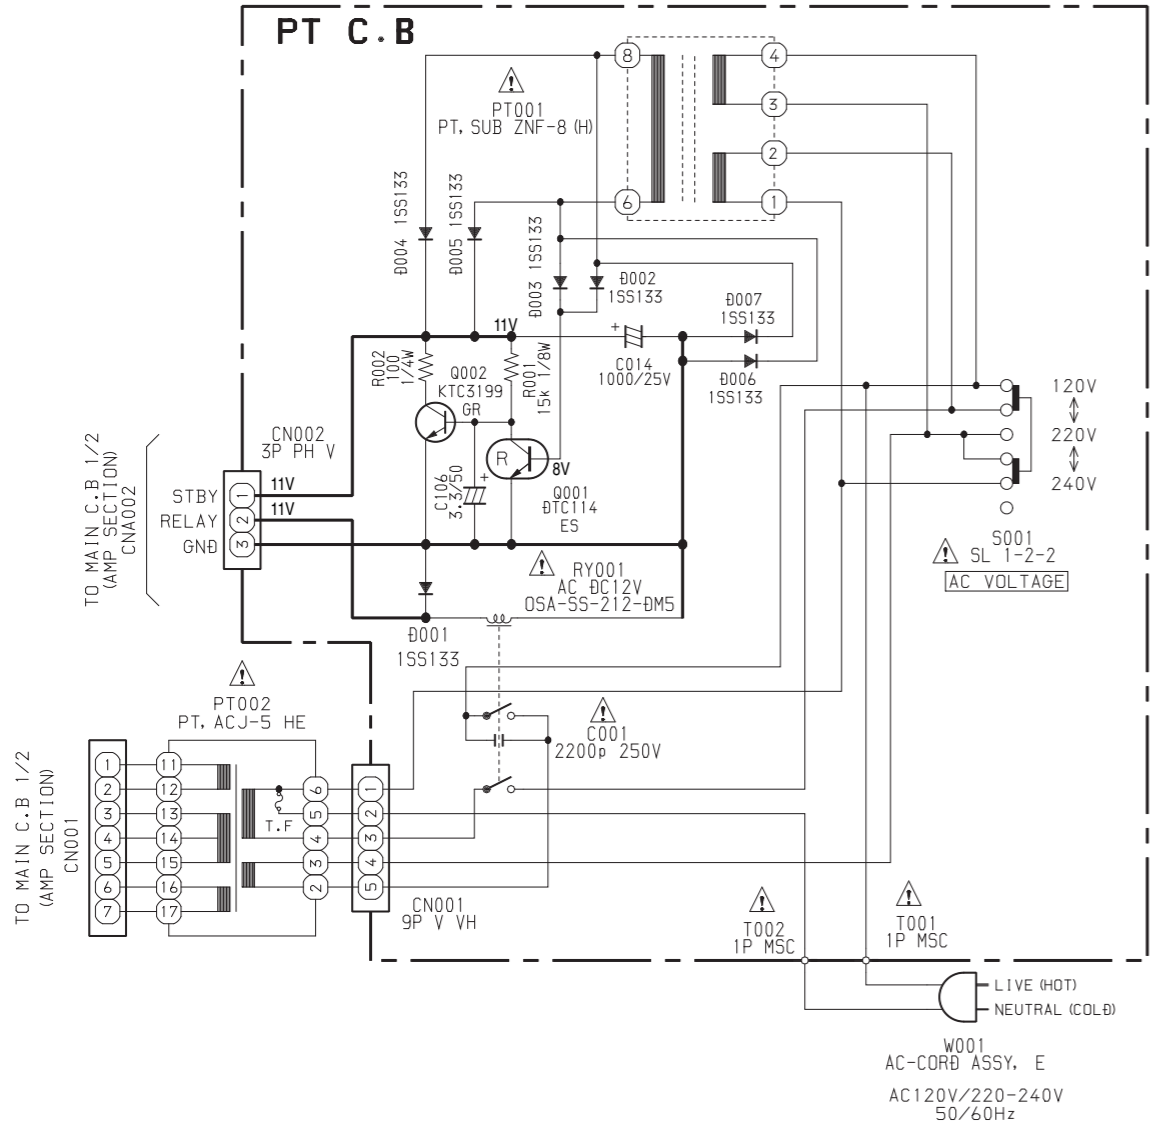 PT C.B
8
4
PT001
PT, SUB ZNF-8 (H)
3
2
6
1
D004 1SS133
D005 1SS133
D003 1SS133
D002
1SS133
D007
1SS133
11V
+
C014
1000/25V
D006
1SS133
R002
100
1/4W
Q002
KTC3199
GR
R001
15k 1/8W
120V
220V
240V
S001
SL 1-2-2
AC VOLTAGE
TO MAIN C.B 1/2
(AMP SECTION)
CNA002
CN002
3P PH V
STBY
1
11V
RELAY
2
11V
GND
3
C106
3.3/50
+
R
8V
Q001
DTC114
ES
RY001
AC DC12V
OSA-SS-212-DM5
D001
1SS133
PT002
PT, ACJ-5 HE
C001
2200p 250V
TO MAIN C.B 1/2
(AMP SECTION)
CN001
1
2
3
4
5
6
7
11
12
13
14
15
16
17
T.F
6
5
4
3
2
1
2
3
4
5
CN001
9P V VH
T002
1P MSC
T001
1P MSC
LIVE (HOT)
NEUTRAL (COLD)
W001
AC-CORD ASSY, E
AC120V/220-240V
50/60Hz